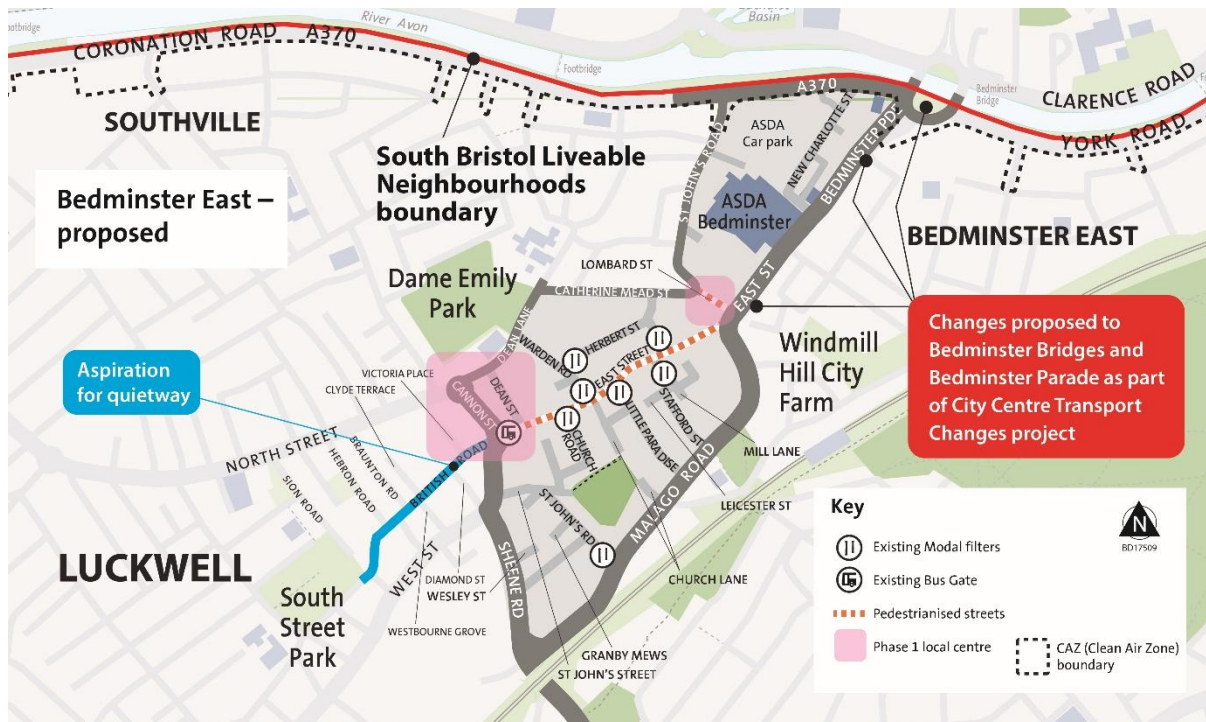 River Avon
Basin
Footbridge
CORONATION ROAD A370
Footbridge
A370
Bedminster
Bridge
CLARENCE ROAD
YORK ROAD
SOUTHVILLE
South Bristol Liveable
Neighbourhoods
boundary
Bedminster East –
proposed
ST JOHN'S ROAD
ASDA
Car park
NEW CHARLOTTE ST
BEDMINSTER PDE
ASDA
Bedminster
BEDMINSTER EAST
LOMBARD ST
Dame Emily
Park
CATHERINE MEAD ST
EAST ST
DEAN LANE
WARDEN RD
HERBERT ST
EAST STREET
Windmill
Hill City
Farm
Changes proposed to
Bedminster Bridges and
Bedminster Parade as part
of City Centre Transport
Changes project
Aspiration
for quietway
VICTORIA PLACE
CLYDE TERRACE
CANNON ST
DEAN ST
CHURCH
ROAD
LITTLE PARADISE
STAFFORD ST
MILL LANE
NORTH STREET
BRAUNTON RD
HEBRON ROAD
SION ROAD
BRITISH ROAD
MALAGO ROAD
LEICESTER ST
ST JOHN'S RD
LUCKWELL
WEST ST
DIAMOND ST
WESLEY ST
SHEENE RD
CHURCH LANE
South
Street
Park
WESTBOURNE GROVE
GRANBY MEWS
ST JOHN'S STREET
Key
N
BD17509
Existing Modal filters
Existing Bus Gate
Pedestrianised streets
Phase 1 local centre
CAZ (Clean Air Zone)
boundary